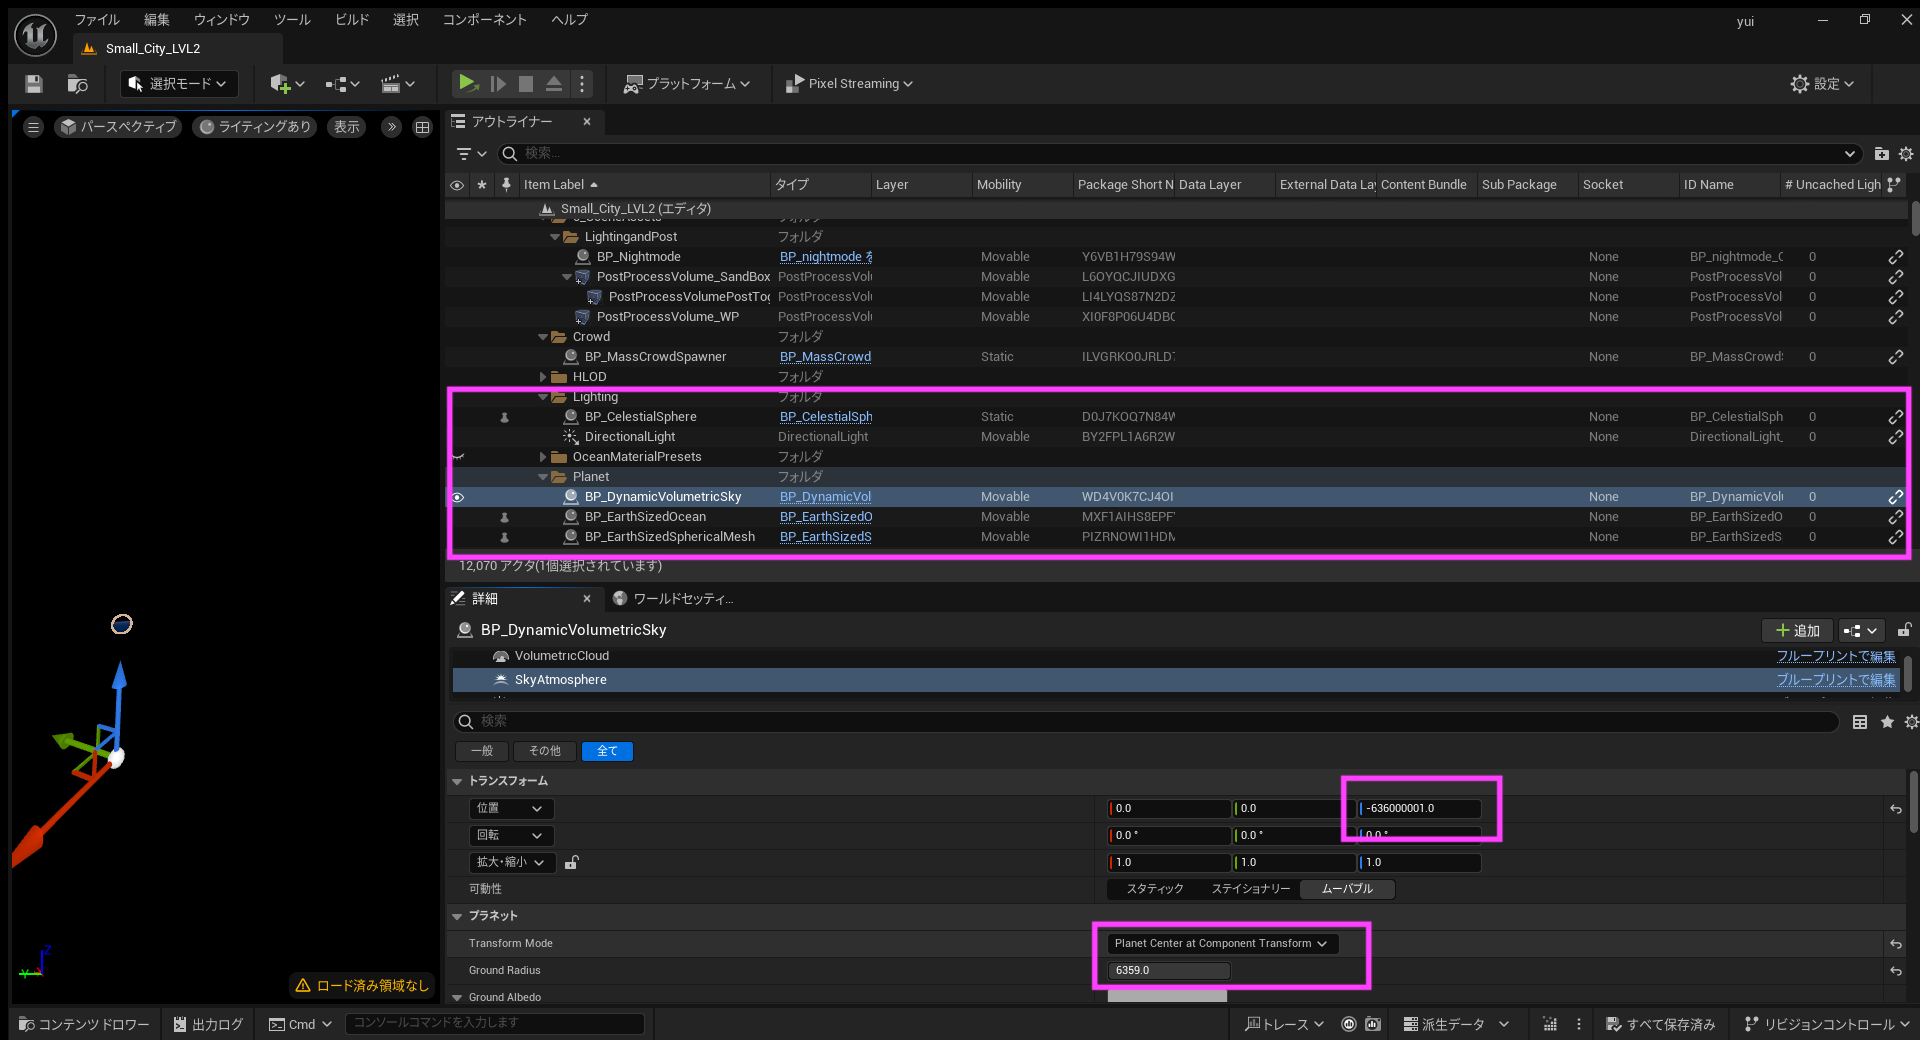 ファイル 編集 ウィンドウ ツール ビルド 選択 コンポーネント ヘルプ
yui
Small_City_LVL2
選択モード
プラットフォーム
Pixel Streaming
設定
パースペクティブ ライティングあり 表示
アウトライナー
検索...
Item Label タイプ Layer Mobility Package Short N Data Layer External Data Lay Content Bundle Sub Package Socket ID Name # Uncached Ligh
Small_City_LVL2 (エディタ)
LightingandPost フォルダ
BP_Nightmode BP_nightmode を Movable Y6VB1H79S94W None BP_nightmode_C 0
PostProcessVolume_SandBox PostProcessVol Movable L6OYQCJIUDXG None PostProcessVol 0
PostProcessVolumePostTog PostProcessVol Movable LI4LYQS87N2DZ None PostProcessVol 0
PostProcessVolume_WP PostProcessVol Movable XI0F8P06U4DBC None PostProcessVol 0
Crowd フォルダ
BP_MassCrowdSpawner BP_MassCrowd Static ILVGRKO0JRLD None BP_MassCrowd 0
HLOD フォルダ
Lighting フォルダ
BP_CelestialSphere BP_CelestialSph Static D0J7KOQ7N84W None BP_CelestialSph 0
DirectionalLight DirectionalLight Movable BY2FPL1A6R2W None DirectionalLight_ 0
OceanMaterialPresets フォルダ
Planet フォルダ
BP_DynamicVolumetricSky BP_DynamicVol Movable WD4V0K7CJ4OI None BP_DynamicVol 0
BP_EarthSizedOcean BP_EarthSizedO Movable MXF1AIHS8EPF None BP_EarthSizedO 0
BP_EarthSizedSphericalMesh BP_EarthSizedS Movable PIZRNOWI1HDM None BP_EarthSizedS 0
12,070 アクタ(1個選択されています)
詳細 ワールドセッティ...
BP_DynamicVolumetricSky
追加
VolumetricCloud ブループリントで編集
SkyAtmosphere ブループリントで編集
検索
一般 その他 全て
トランスフォーム
位置 0.0 0.0 -636000001.0
回転 0.0 ° 0.0 ° 0.0 °
拡大・縮小 1.0 1.0 1.0
可動性 スタティック ステイショナリー ムーバブル
プラネット
Transform Mode Planet Center at Component Transform
Ground Radius 6359.0
Ground Albedo
Z
Y
ロード済み領域なし
コンテンツ ドロワー 出力ログ Cmd コンソールコマンドを入力します
トレース 派生データ すべて保存済み リビジョンコントロール